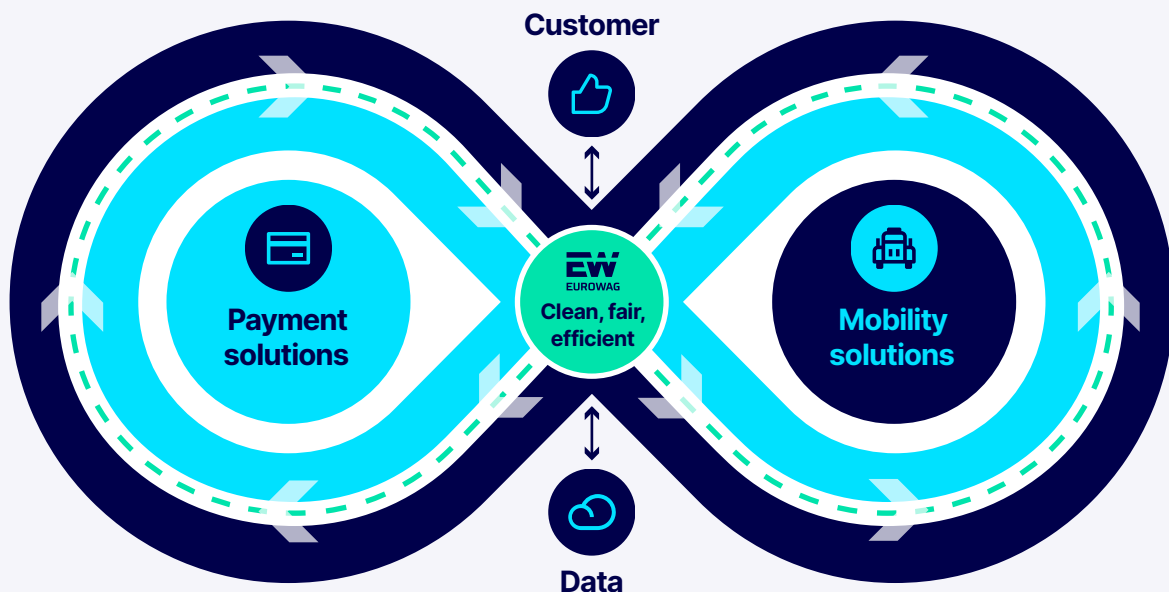 Customer
EW
EUROWAG
Clean, fair,
efficient
Payment
solutions
Mobility
solutions
Data